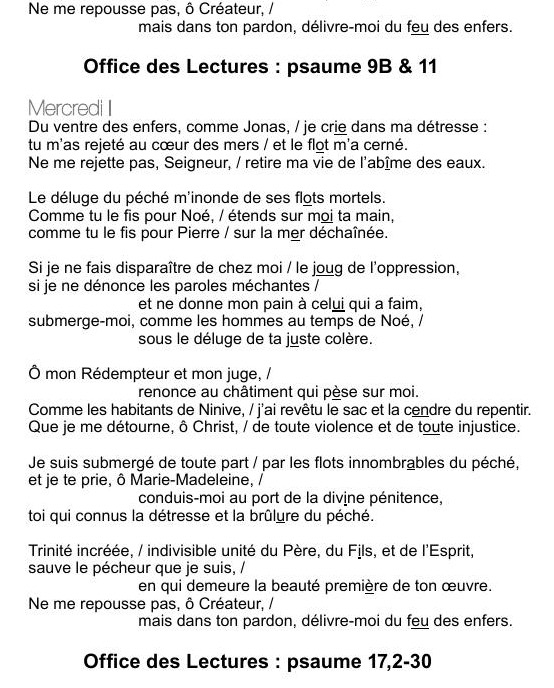 Ne me repousse pas, ô Créateur, /
mais dans ton pardon, délivre-moi du feu des enfers.
Office des Lectures : psaume 9B & 11
Mercredi I
Du ventre des enfers, comme Jonas, / je crie dans ma détresse :
tu m'as rejeté au cœur des mers / et le flot m'a cerné.
Ne me rejette pas, Seigneur, / retire ma vie de l'abîme des eaux.
Le déluge du péché m'inonde de ses flots mortels.
Comme tu le fis pour Noé, / étends sur moi ta main,
comme tu le fis pour Pierre / sur la mer déchaînée.
Si je ne fais disparaître de chez moi / le joug de l'oppression,
si je ne dénonce les paroles méchantes /
et ne donne mon pain à celui qui a faim,
submerge-moi, comme les hommes au temps de Noé, /
sous le déluge de ta juste colère.
Ô mon Rédempteur et mon juge, /
renonce au châtiment qui pèse sur moi.
Comme les habitants de Ninive, / j'ai revêtu le sac et la cendre du repentir.
Que je me détourne, ô Christ, / de toute violence et de toute injustice.
Je suis submergé de toute part / par les flots innombrables du péché,
et je te prie, ô Marie-Madeleine, /
conduis-moi au port de la divine pénitence,
toi qui connus la détresse et la brûlure du péché.
Trinité incréée, / indivisible unité du Père, du Fils, et de l'Esprit,
sauve le pécheur que je suis, /
en qui demeure la beauté première de ton œuvre.
Ne me repousse pas, ô Créateur, /
mais dans ton pardon, délivre-moi du feu des enfers.
Office des Lectures : psaume 17,2-30